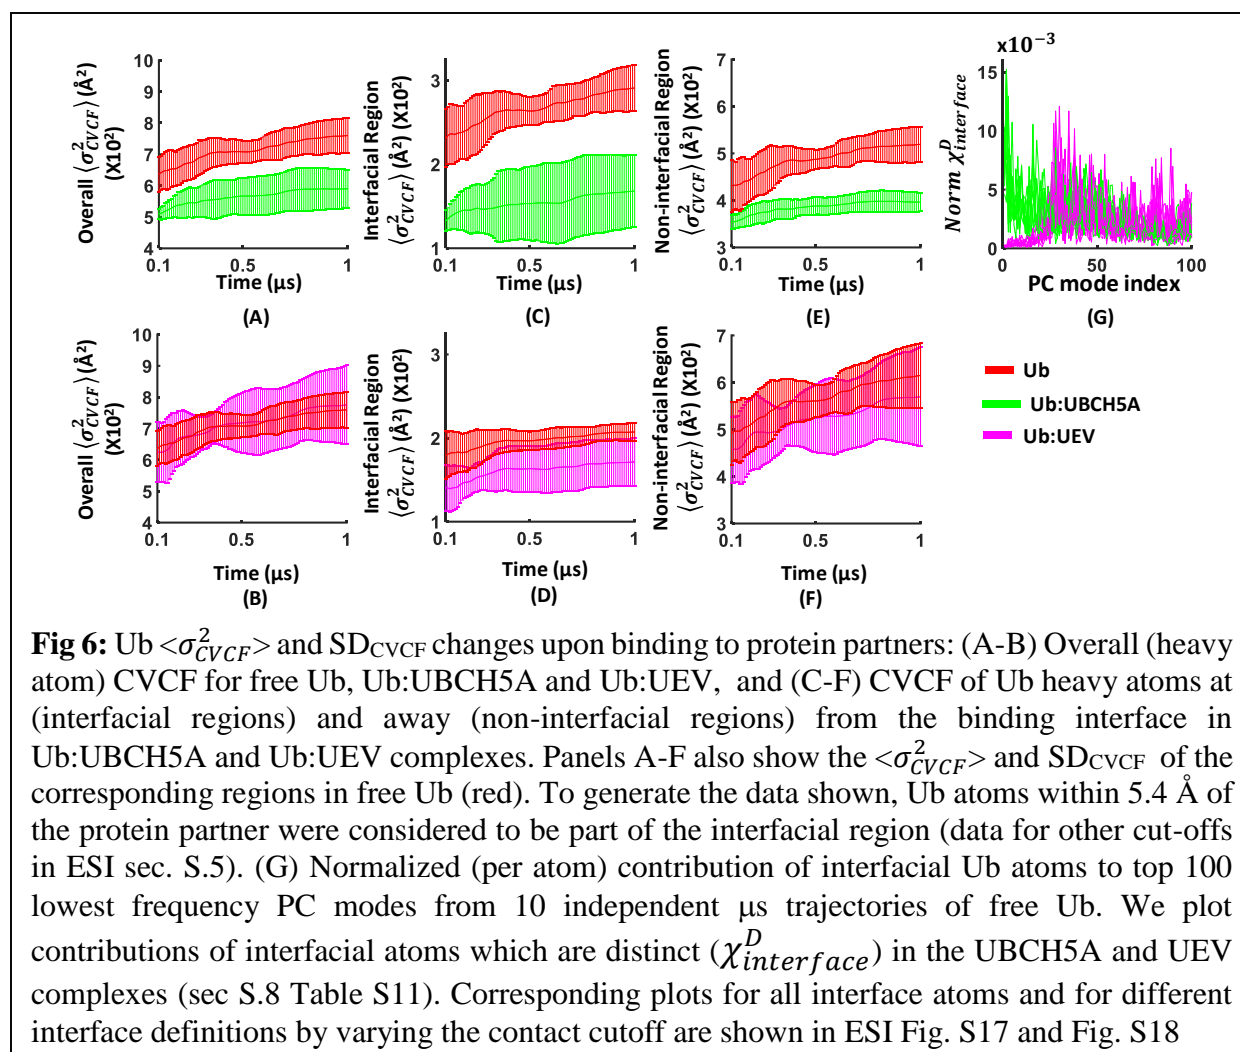 Overall ⟨σ²_CVCF⟩ (Å²)
(X10²)
10
9
8
7
6
5
4
0.1
0.5
1
Time (µs)
(A)
Interfacial Region
⟨σ²_CVCF⟩ (Å²) (X10²)
3
2
1
0.1
0.5
1
Time (µs)
(C)
Non-interfacial Region
⟨σ²_CVCF⟩ (Å²) (X10²)
7
6
5
4
3
0.1
0.5
1
Time (µs)
(E)
x10⁻³
Norm χ^D_interface
15
10
5
0
0
50
100
PC mode index
(G)
Overall ⟨σ²_CVCF⟩ (Å²)
(X10²)
10
9
8
7
6
5
4
0.1
0.5
1
Time (µs)
(B)
Interfacial Region
⟨σ²_CVCF⟩ (Å²) (X10²)
3
2
1
0.1
0.5
1
Time (µs)
(D)
Non-interfacial Region
⟨σ²_CVCF⟩ (Å²) (X10²)
7
6
5
4
3
0.1
0.5
1
Time (µs)
(F)
Ub
Ub:UBCH5A
Ub:UEV
Fig 6: Ub <σ²_CVCF> and SD_CVCF changes upon binding to protein partners: (A-B) Overall (heavy
atom) CVCF for free Ub, Ub:UBCH5A and Ub:UEV, and (C-F) CVCF of Ub heavy atoms at
(interfacial regions) and away (non-interfacial regions) from the binding interface in
Ub:UBCH5A and Ub:UEV complexes. Panels A-F also show the <σ²_CVCF> and SD_CVCF of the
corresponding regions in free Ub (red). To generate the data shown, Ub atoms within 5.4 Å of
the protein partner were considered to be part of the interfacial region (data for other cut-offs
in ESI sec. S.5). (G) Normalized (per atom) contribution of interfacial Ub atoms to top 100
lowest frequency PC modes from 10 independent µs trajectories of free Ub. We plot
contributions of interfacial atoms which are distinct (χ^D_interface) in the UBCH5A and UEV
complexes (sec S.8 Table S11). Corresponding plots for all interface atoms and for different
interface definitions by varying the contact cutoff are shown in ESI Fig. S17 and Fig. S18